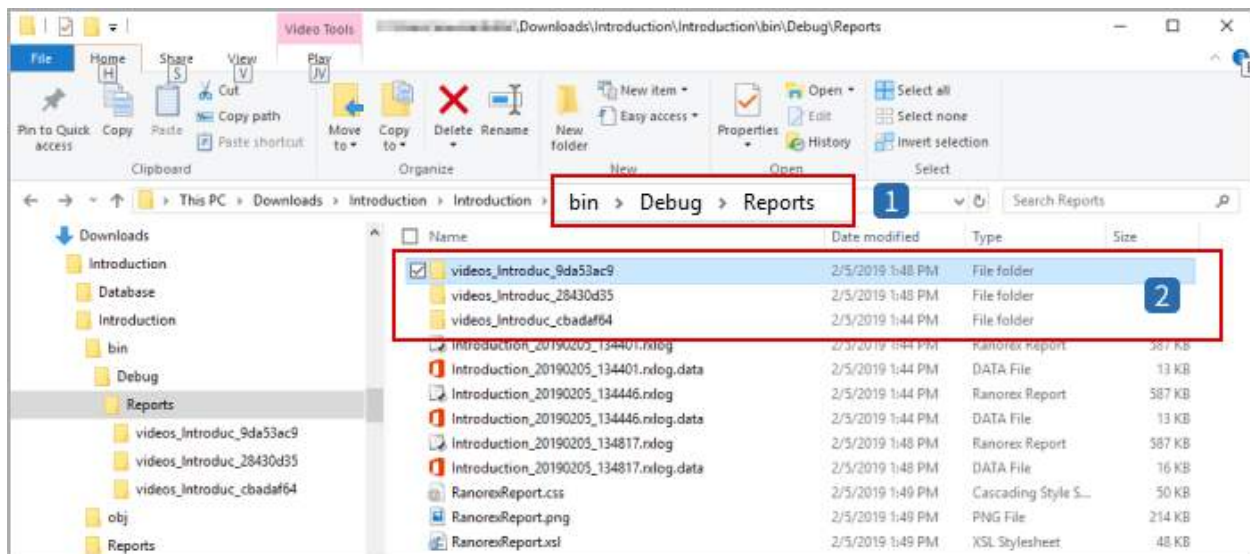 Video Tools
\Downloads\Introduction\Introduction\bin\Debug\Reports
File Home Share View Play
H S V JV
Pin to Quick access
Copy
Paste
Cut
Copy path
Paste shortcut
Clipboard
Move to
Copy to
Delete
Rename
Organize
New folder
New item
Easy access
New
Properties
Open
Edit
History
Open
Select all
Select none
Invert selection
Select
This PC > Downloads > Introduction > Introduction > bin > Debug > Reports
1
Search Reports
Downloads
Introduction
Database
Introduction
bin
Debug
Reports
videos_Introduc_9da53ac9
videos_Introduc_28430d35
videos_Introduc_cbadaf64
obj
Reports
Name Date modified Type Size
videos_Introduc_9da53ac9 2/5/2019 1:48 PM File folder
videos_Introduc_28430d35 2/5/2019 1:48 PM File folder
2
videos_Introduc_cbadaf64 2/5/2019 1:44 PM File folder
Introduction_20190205_134401.rxlog 2/5/2019 1:44 PM Ranorex Report 587 KB
Introduction_20190205_134401.rxlog.data 2/5/2019 1:44 PM DATA File 13 KB
Introduction_20190205_134446.rxlog 2/5/2019 1:44 PM Ranorex Report 587 KB
Introduction_20190205_134446.rxlog.data 2/5/2019 1:44 PM DATA File 13 KB
Introduction_20190205_134817.rxlog 2/5/2019 1:48 PM Ranorex Report 587 KB
Introduction_20190205_134817.rxlog.data 2/5/2019 1:48 PM DATA File 16 KB
RanorexReport.css 2/5/2019 1:49 PM Cascading Style S... 50 KB
RanorexReport.png 2/5/2019 1:49 PM PNG File 214 KB
RanorexReport.xsl 2/5/2019 1:49 PM XSL Stylesheet 48 KB